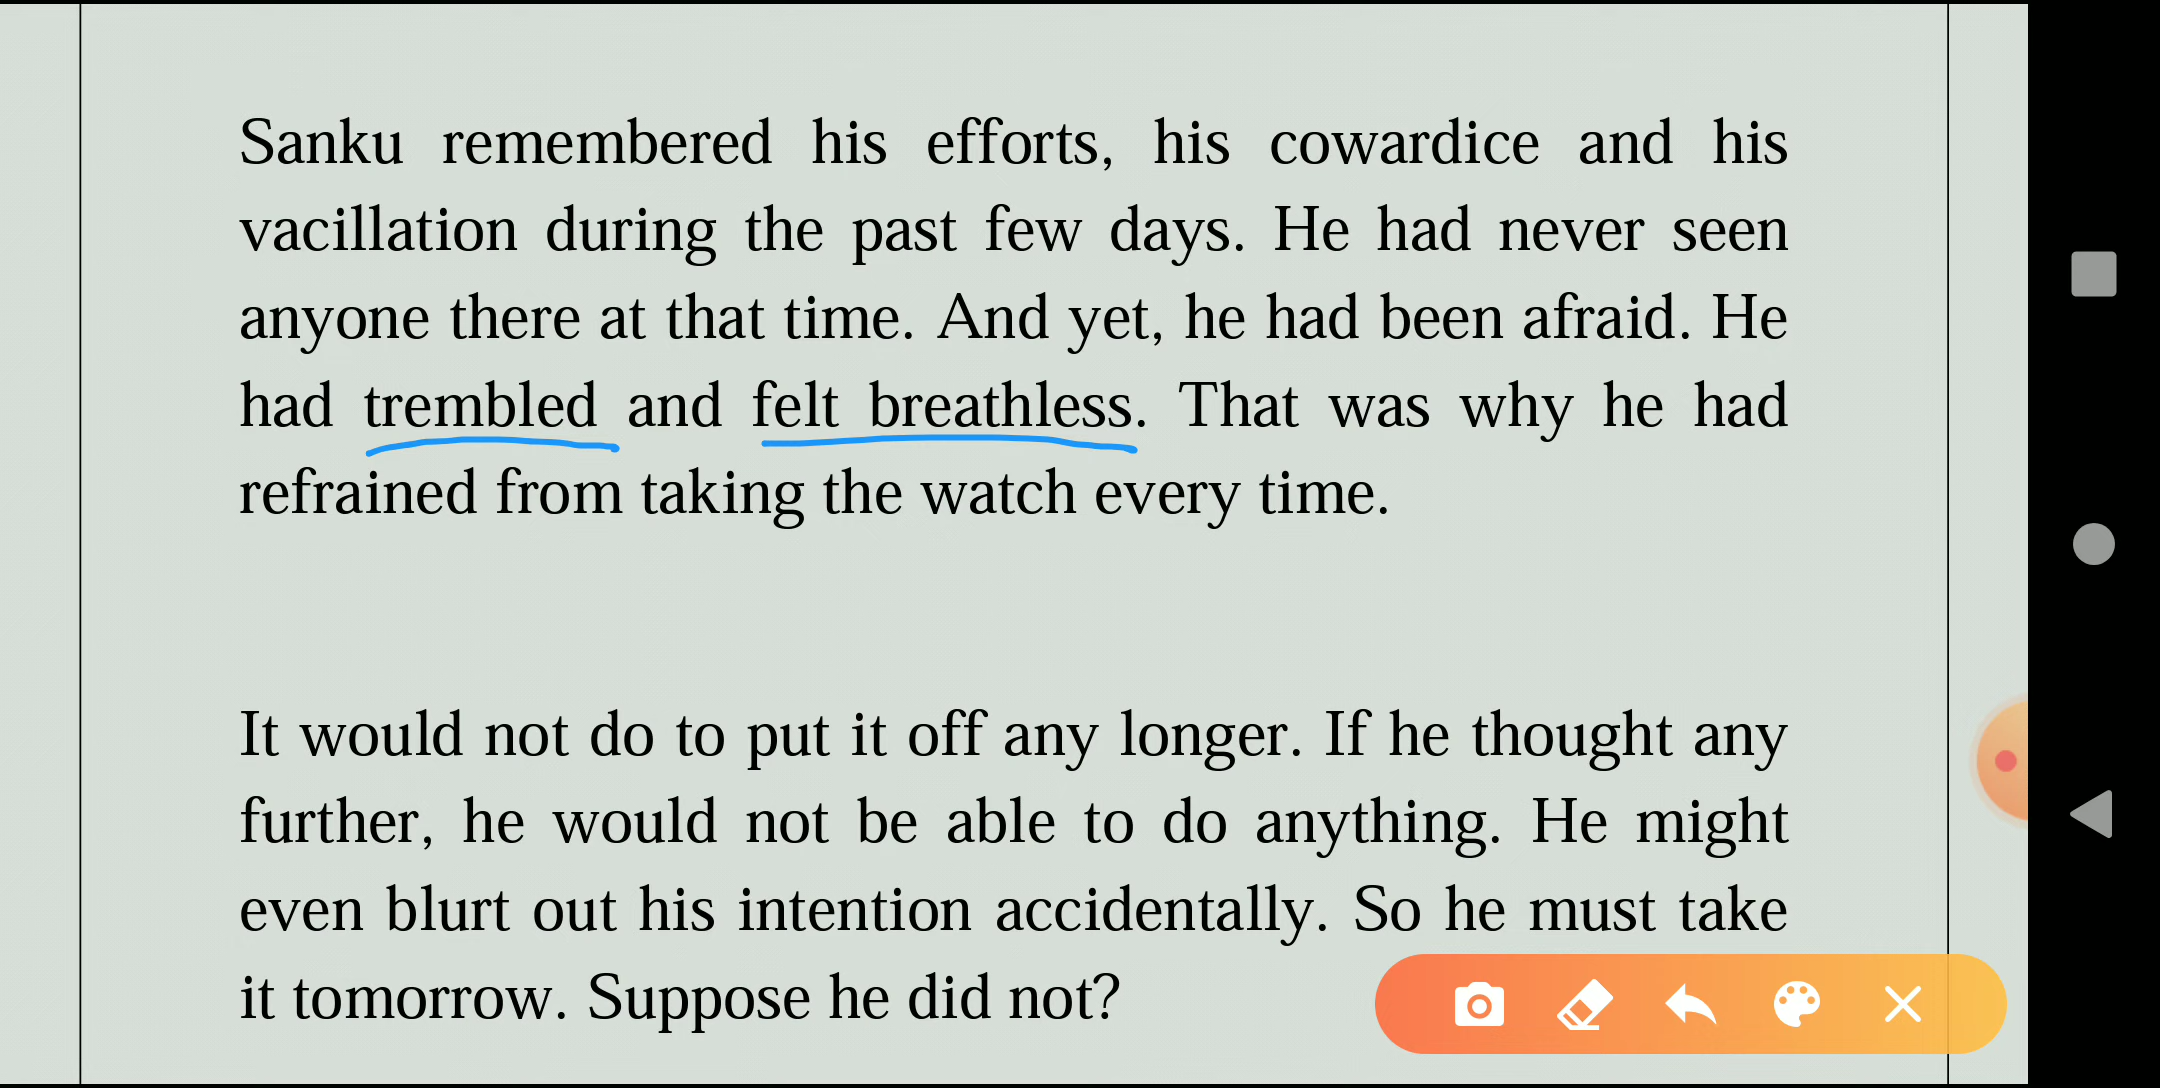 Sanku remembered his efforts, his cowardice and his
vacillation during the past few days. He had never seen
anyone there at that time. And yet, he had been afraid. He
had trembled and felt breathless. That was why he had
refrained from taking the watch every time.
It would not do to put it off any longer. If he thought any
further, he would not be able to do anything. He might
even blurt out his intention accidentally. So he must take
it tomorrow. Suppose he did not?